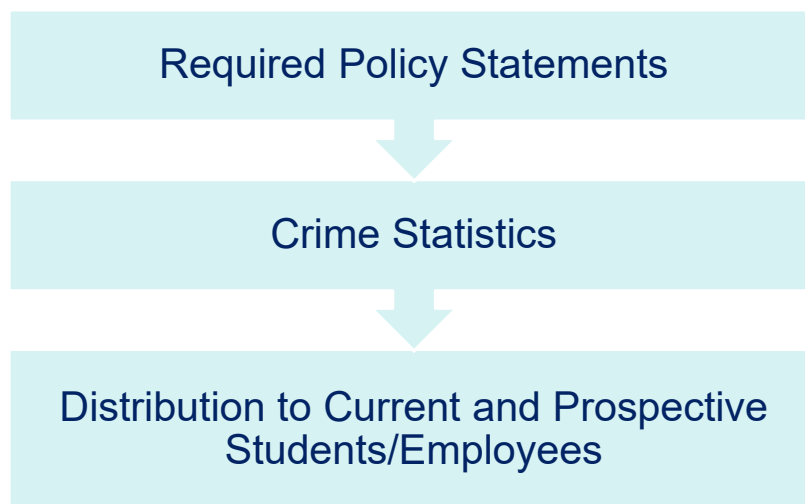 Required Policy Statements
Crime Statistics
Distribution to Current and Prospective
Students/Employees